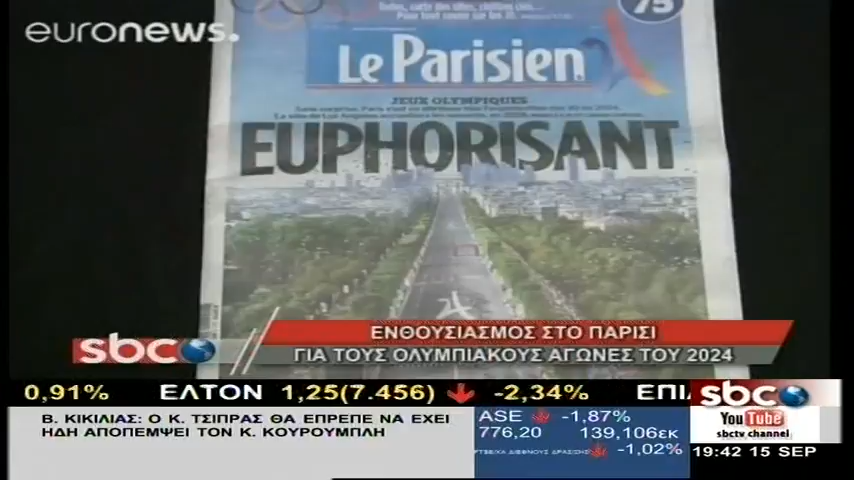 euronews.
75
Le Parisien
JEUX OLYMPIQUES
EUPHORISANT
ΕΝΘΟΥΣΙΑΣΜΟΣ ΣΤΟ ΠΑΡΙΣΙ
sbc
ΓΙΑ ΤΟΥΣ ΟΛΥΜΠΙΑΚΟΥΣ ΑΓΩΝΕΣ ΤΟΥ 2024
0,91% ΕΛΤΟΝ 1,25(7.456) -2,34% ΕΠΙΛ
sbc
Β. ΚΙΚΙΛΙΑΣ: Ο Κ. ΤΣΙΠΡΑΣ ΘΑ ΕΠΡΕΠΕ ΝΑ ΕΧΕΙ
ΗΔΗ ΑΠΟΠΕΜΨΕΙ ΤΟΝ Κ. ΚΟΥΡΟΥΜΠΛΗ
ASE -1,87%
776,20 139,106εκ
-1,02%
YouTube
sbctv channel
19:42 15 SEP